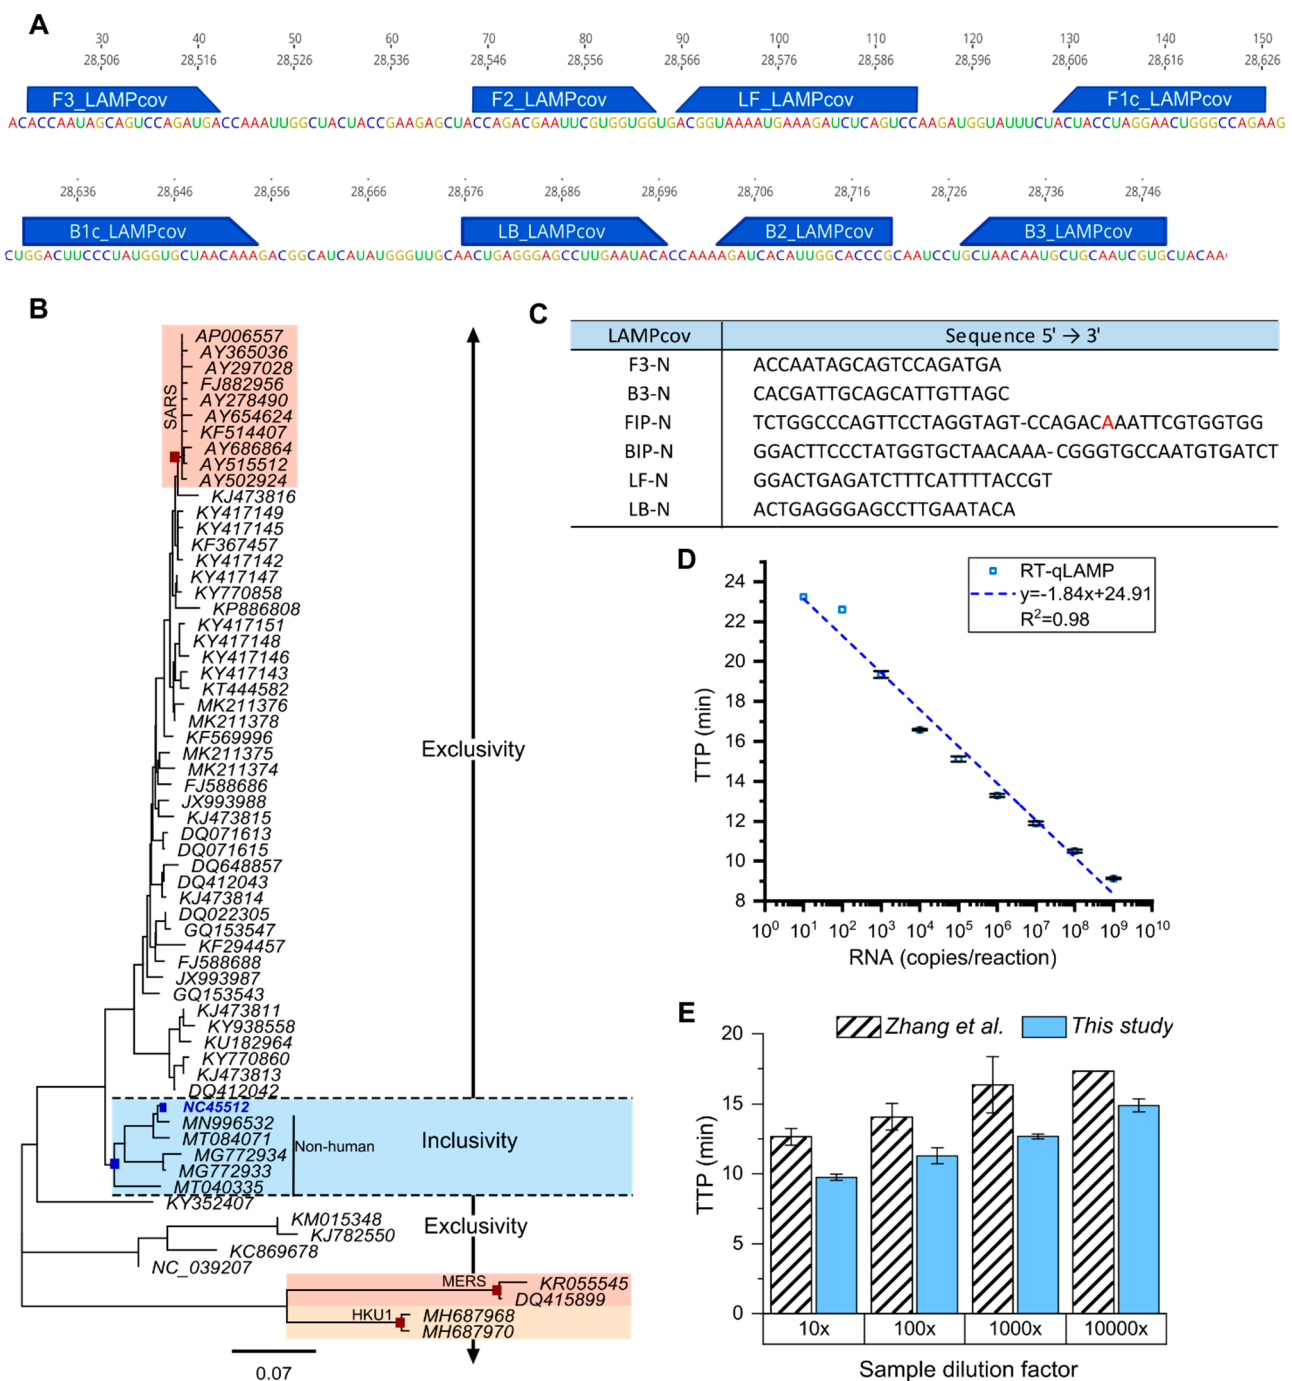 A
30 40 50 60 70 80 90 100 110 120 130 140 150
28,506 28,516 28,526 28,536 28,546 28,556 28,566 28,576 28,586 28,596 28,606 28,616 28,626
F3_LAMPcov F2_LAMPcov LF_LAMPcov F1c_LAMPcov
ACACCAAUAGCAGUCCAGAUGACCAAAUUGGCUACUACCGAAGAGCUACCAGACGAAUUCGUGGUGGUGACGGUAAAAUGAAAGAUCUCAGUCCAAGAUGGUAUUUCUACUACCUAGGAACUGGGCCAGAAG
28,636 28,646 28,656 28,666 28,676 28,686 28,696 28,706 28,716 28,726 28,736 28,746
B1c_LAMPcov LB_LAMPcov B2_LAMPcov B3_LAMPcov
CUGGACUUCCCUAUGGUGCUAACAAAGACGGCAUCAUAUGGGUUGCAACUGAGGGAGCCUUGAAUACACCAAAAGAUCACAUUGGCACCCGCAAUCCUGCUAACAAUGCUGCAAUCGUGCUACAA
B
SARS
AP006557
AY365036
AY297028
FJ882956
AY278490
AY654624
KF514407
AY686864
AY515512
AY502924
KJ473816
KY417149
KY417145
KF367457
KY417142
KY417147
KY770858
KP886808
KY417151
KY417148
KY417146
KY417143
KT444582
MK211376
MK211378
KF569996
MK211375
MK211374
FJ588686
JX993988
KJ473815
DQ071613
DQ071615
DQ648857
DQ412043
KJ473814
DQ022305
GQ153547
KF294457
FJ588688
JX993987
GQ153543
KJ473811
KY938558
KU182964
KY770860
KJ473813
DQ412042
Exclusivity
NC45512
MN996532
MT084071
MG772934
MG772933
MT040335
Non-human
Inclusivity
KY352407
KM015348
KJ782550
KC869678
NC_039207
Exclusivity
MERS
KR055545
DQ415899
HKU1
MH687968
MH687970
0.07
C
LAMPcov Sequence 5' → 3'
F3-N ACCAATAGCAGTCCAGATGA
B3-N CACGATTGCAGCATTGTTAGC
FIP-N TCTGGCCCAGTTCCTAGGTAGT-CCAGACAAATTCGTGGTGG
BIP-N GGACTTCCCTATGGTGCTAACAAA-CGGGTGCCAATGTGATCT
LF-N GGACTGAGATCTTTCATTTTACCGT
LB-N ACTGAGGGAGCCTTGAATACA
D
RT-qLAMP
y=-1.84x+24.91
R²=0.98
TTP (min)
24
22
20
18
16
14
12
10
8
10⁰ 10¹ 10² 10³ 10⁴ 10⁵ 10⁶ 10⁷ 10⁸ 10⁹ 10¹⁰
RNA (copies/reaction)
E
Zhang et al. This study
TTP (min)
20
15
10
5
0
10x 100x 1000x 10000x
Sample dilution factor